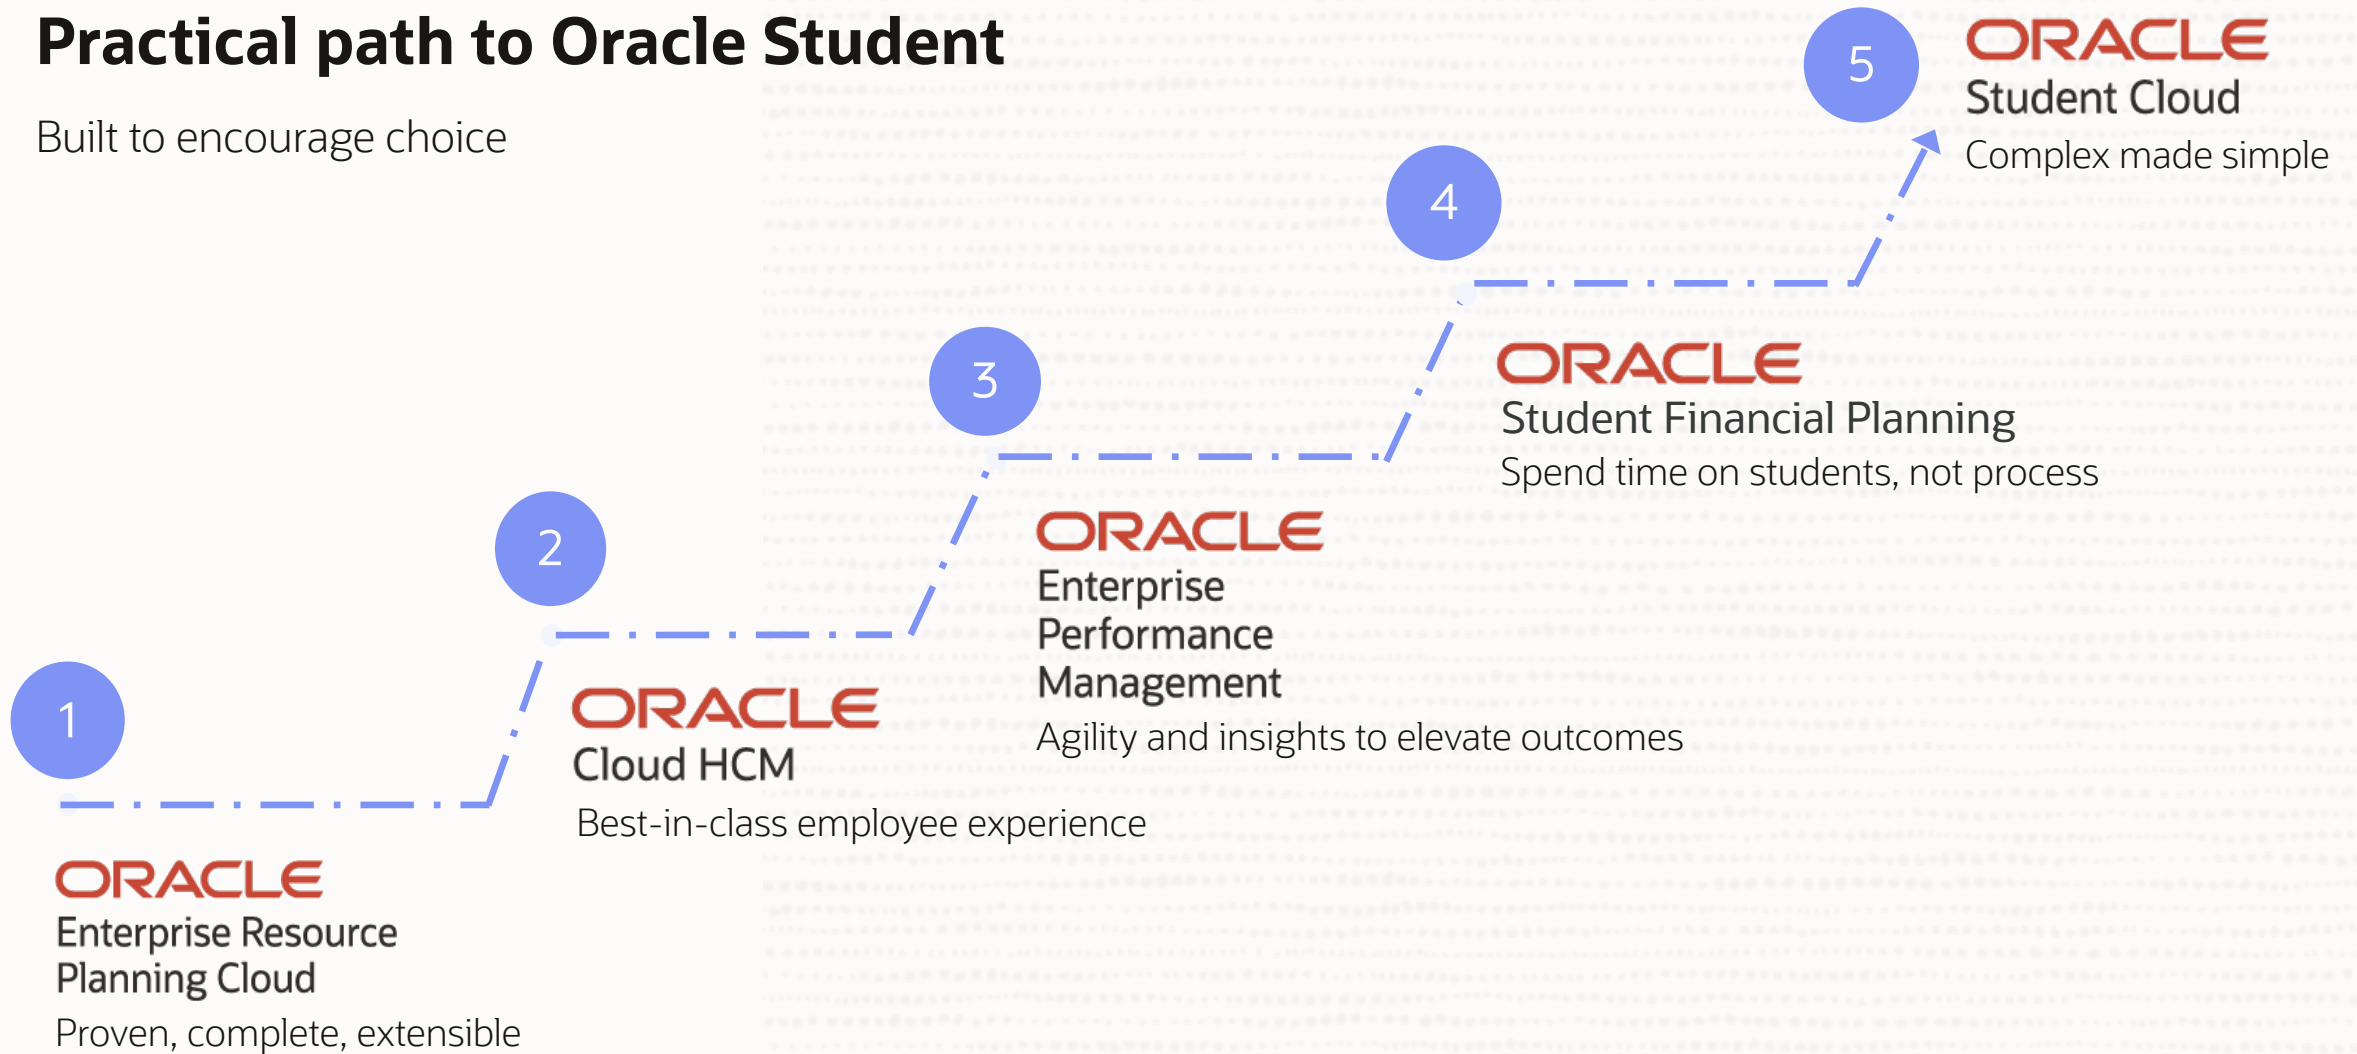 Practical path to Oracle Student
Built to encourage choice
1
ORACLE
Enterprise Resource
Planning Cloud
Proven, complete, extensible
2
ORACLE
Cloud HCM
Best-in-class employee experience
3
ORACLE
Enterprise
Performance
Management
Agility and insights to elevate outcomes
4
ORACLE
Student Financial Planning
Spend time on students, not process
5
ORACLE
Student Cloud
Complex made simple